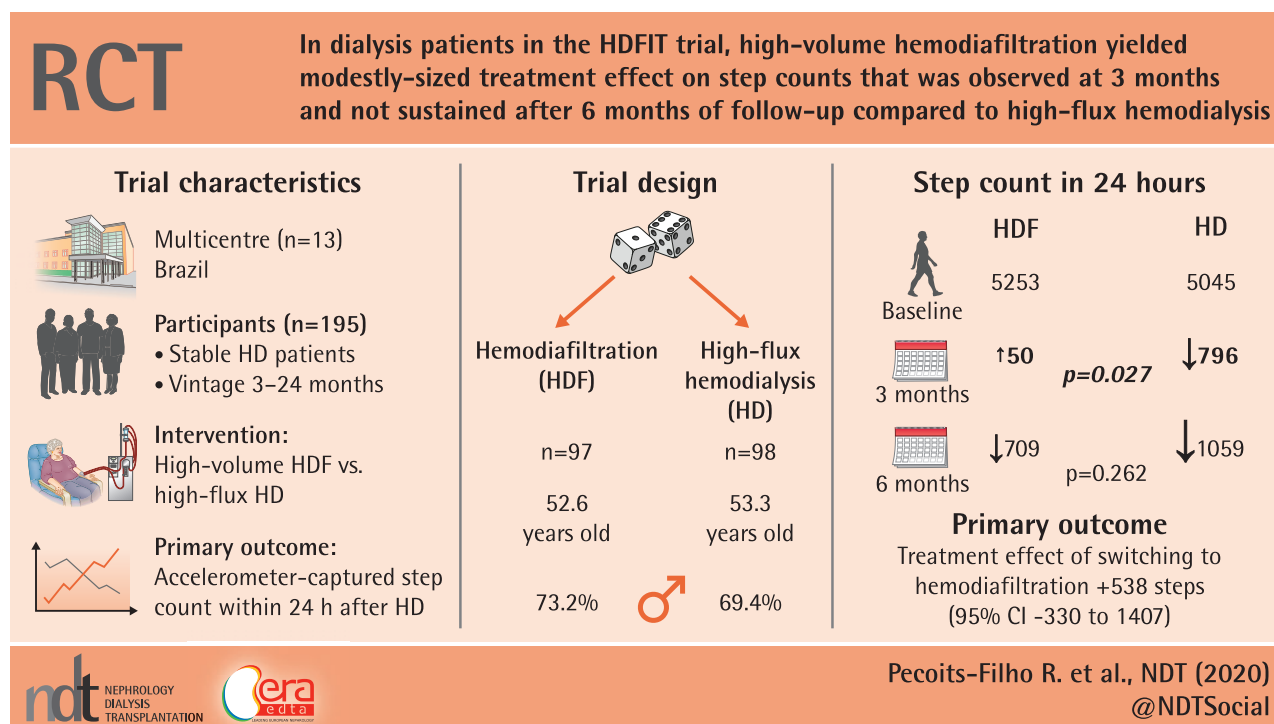 RCT
In dialysis patients in the HDFIT trial, high-volume hemodiafiltration yielded
modestly-sized treatment effect on step counts that was observed at 3 months
and not sustained after 6 months of follow-up compared to high-flux hemodialysis
Trial characteristics
Multicentre (n=13)
Brazil
Participants (n=195)
• Stable HD patients
• Vintage 3–24 months
Intervention:
High-volume HDF vs.
high-flux HD
Primary outcome:
Accelerometer-captured step
count within 24 h after HD
Trial design
Hemodiafiltration
(HDF)
High-flux
hemodialysis
(HD)
n=97
n=98
52.6
years old
53.3
years old
73.2%
♂
69.4%
Step count in 24 hours
HDF
HD
Baseline
5253
5045
3 months
↑50
p=0.027
↓796
6 months
↓709
p=0.262
↓1059
Primary outcome
Treatment effect of switching to
hemodiafiltration +538 steps
(95% CI -330 to 1407)
ndt
NEPHROLOGY
DIALYSIS
TRANSPLANTATION
era
edta
LEADING EUROPEAN NEPHROLOGY
Pecoits-Filho R. et al., NDT (2020)
@NDTSocial